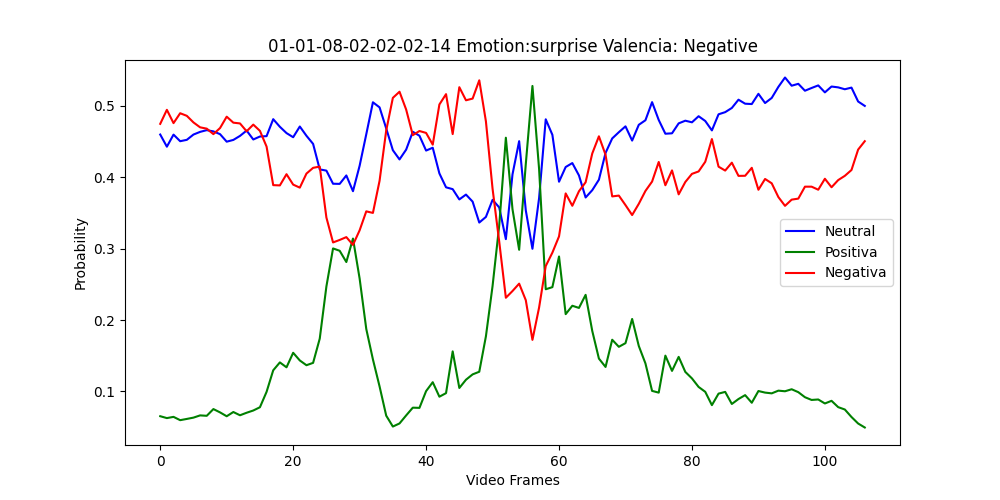 01-01-08-02-02-02-14 Emotion:surprise Valencia: Negative
Probability
0.5
0.4
0.3
0.2
0.1
Neutral
Positiva
Negativa
0 20 40 60 80 100
Video Frames